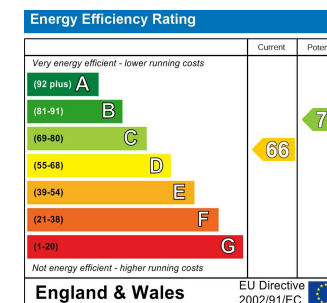 Energy Efficiency Rating
Current
Very energy efficient - lower running costs
(92 plus) A
(81-91) B
(69-80) C
(55-68) D
66
(39-54) E
(21-38) F
(1-20) G
Not energy efficient - higher running costs
England & Wales
EU Directive
2002/91/EC